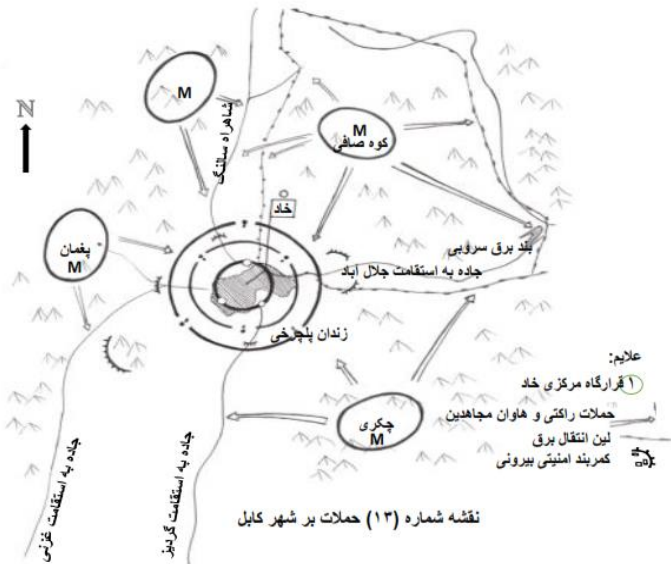 M
N
شاهراه سالنگ
M
کوه صافی
خاد
پغمان
M
بند برق سروبی
جاده به استقامت جلال آباد
زندان پلچرخی
علایم:
۱ قرارگاه مرکزی خاد
حملات راکتی و هاوان مجاهدین
لین انتقال برق
کمربند امنیتی بیرونی
چکری
M
جاده به استقامت غزنی
جاده به استقامت گردیز
نقشه شماره (۱۳) حملات بر شهر کابل